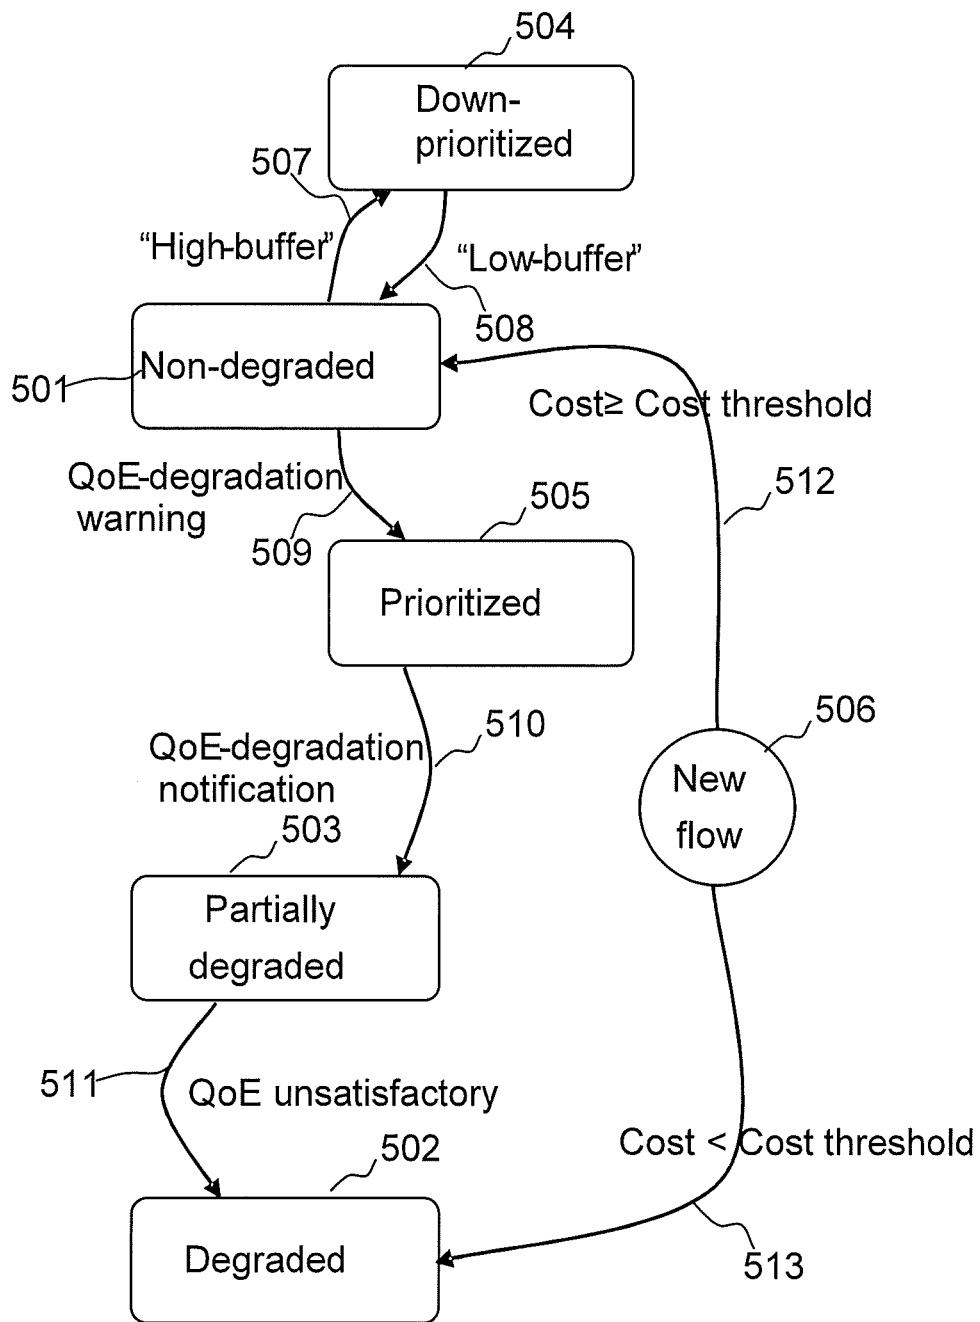 504
Down-
prioritized
507
"High-buffer"
"Low-buffer"
508
501
Non-degraded
Cost≥ Cost threshold
QoE-degradation
warning
512
505
509
Prioritized
510
506
QoE-degradation
notification
New
flow
503
Partially
degraded
511
QoE unsatisfactory
Cost < Cost threshold
502
Degraded
513